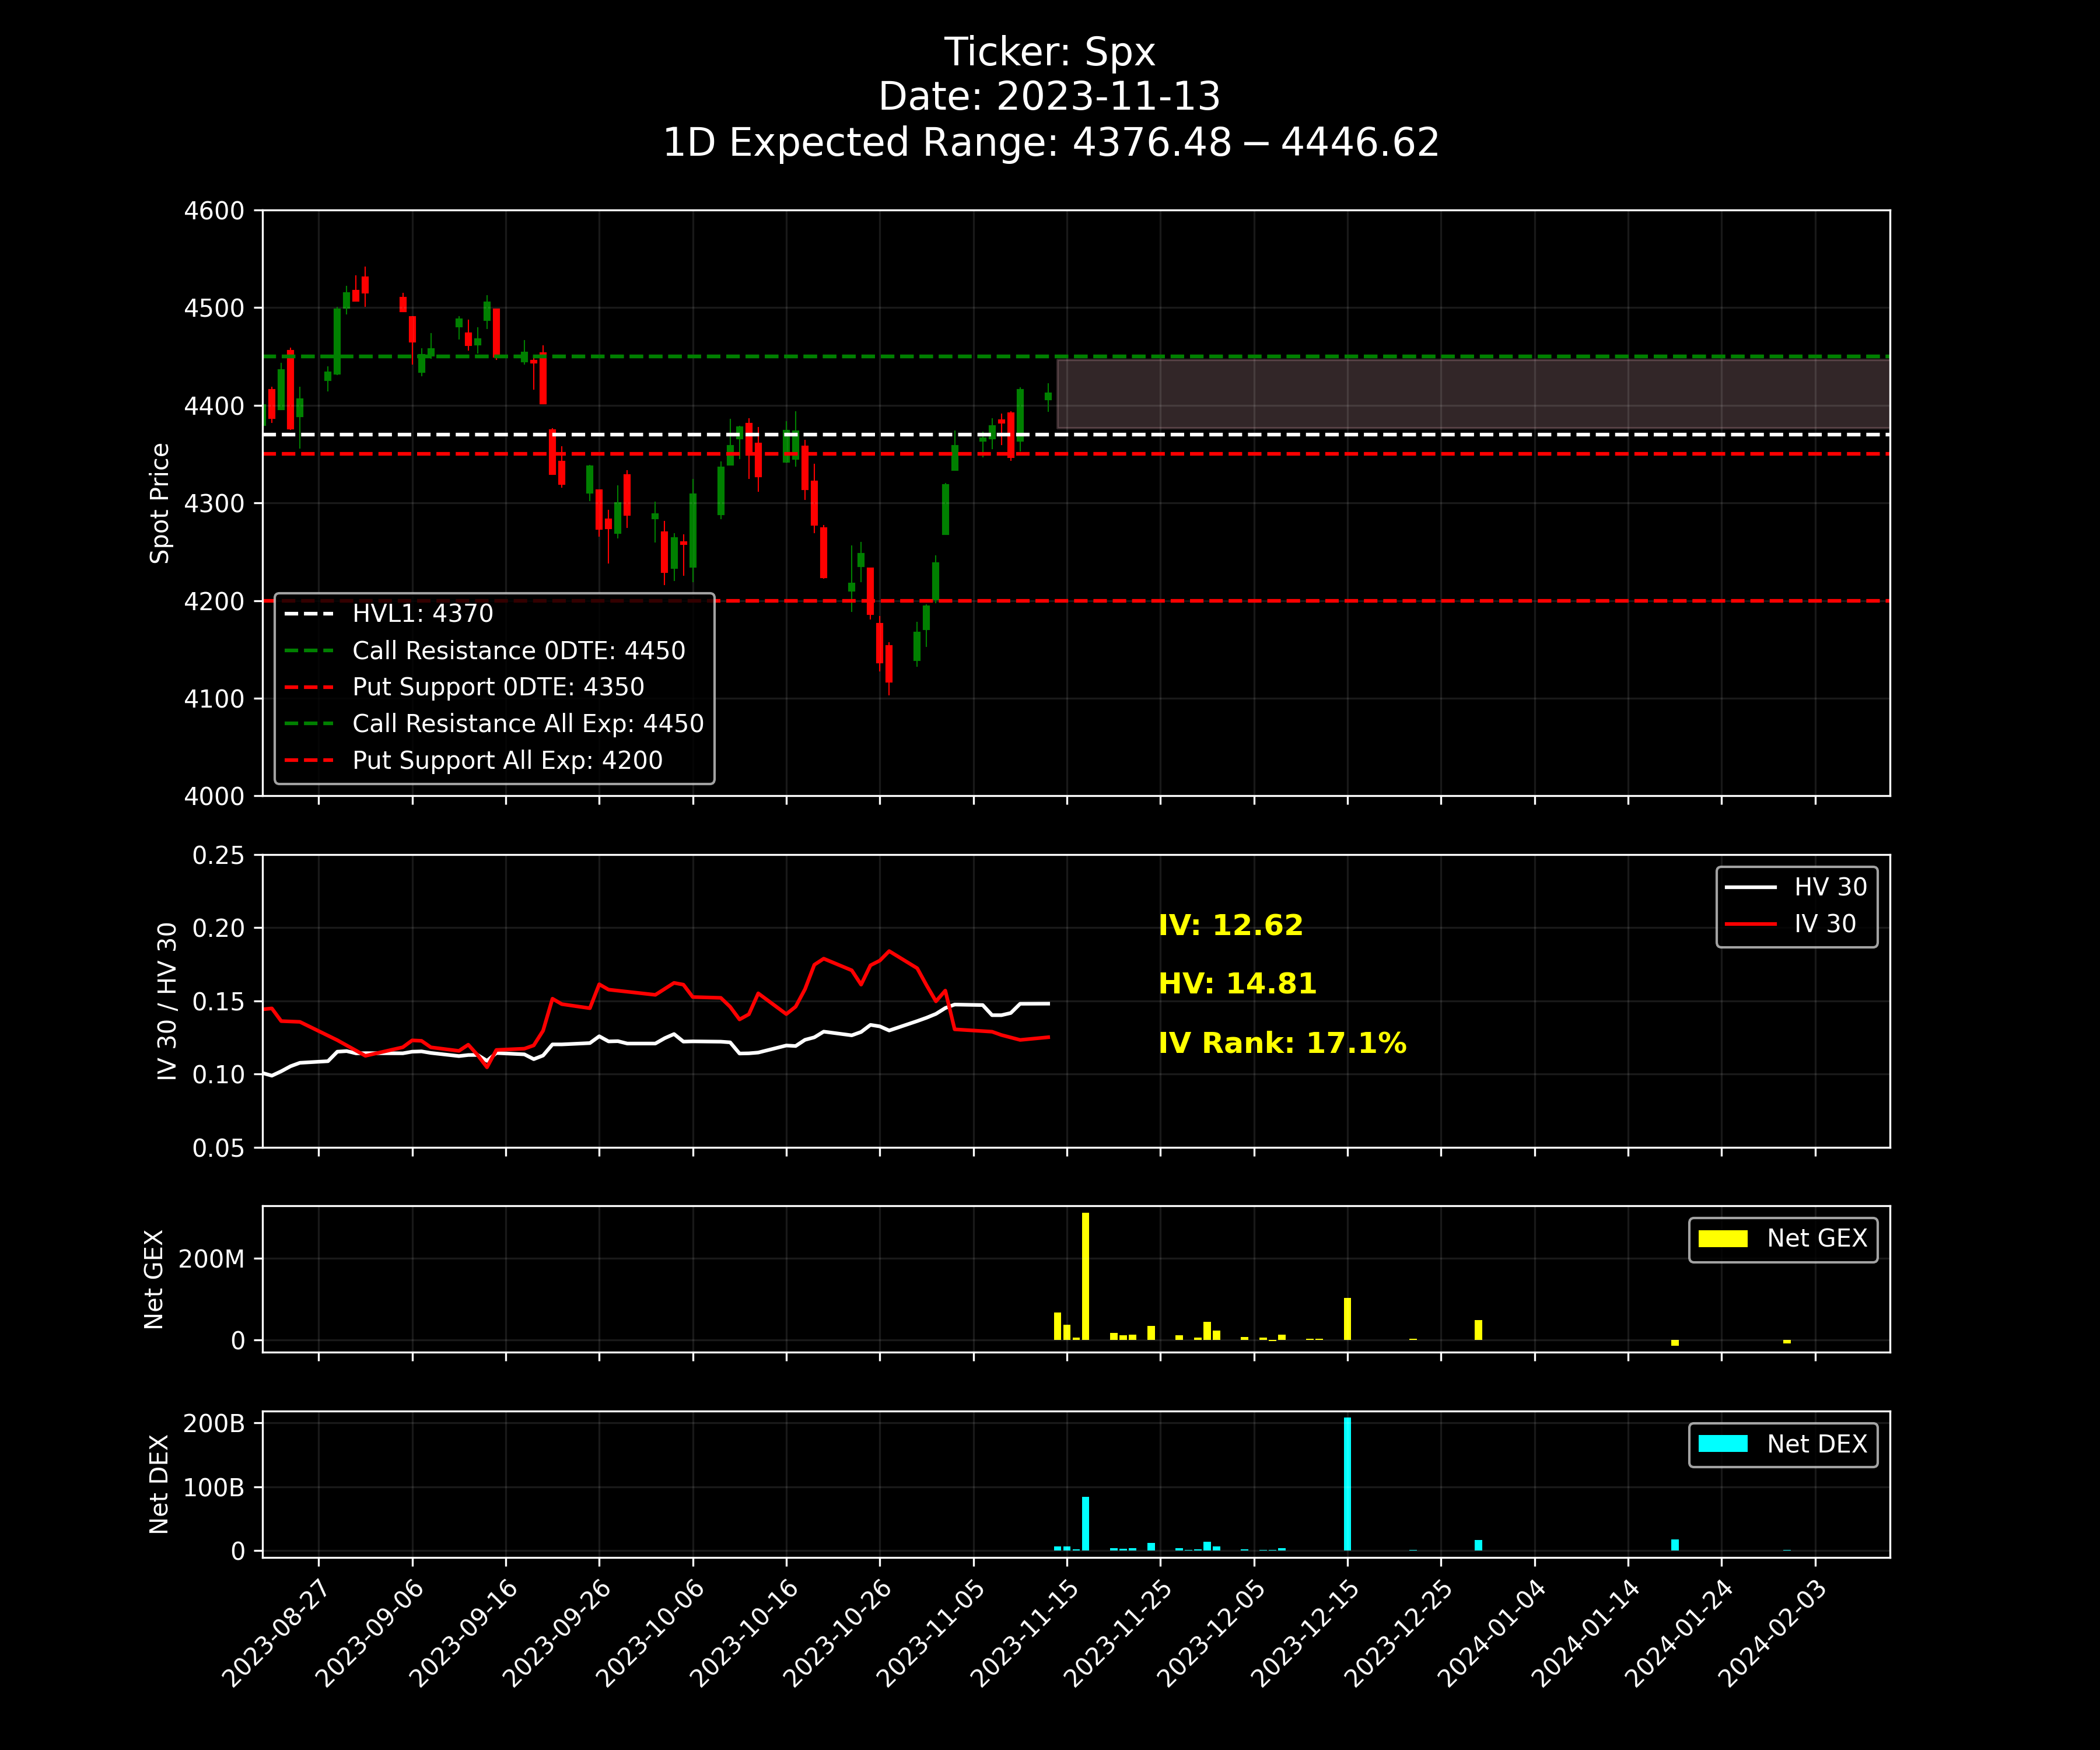 Ticker: Spx
Date: 2023-11-13
1D Expected Range: 4376.48 − 4446.62
Spot Price
4600
4500
4400
4300
4200
4100
4000
HVL1: 4370
Call Resistance 0DTE: 4450
Put Support 0DTE: 4350
Call Resistance All Exp: 4450
Put Support All Exp: 4200
IV 30 / HV 30
0.25
0.20
0.15
0.10
0.05
IV: 12.62
HV: 14.81
IV Rank: 17.1%
HV 30
IV 30
Net GEX
200M
0
Net GEX
Net DEX
200B
100B
0
Net DEX
2023-08-27
2023-09-06
2023-09-16
2023-09-26
2023-10-06
2023-10-16
2023-10-26
2023-11-05
2023-11-15
2023-11-25
2023-12-05
2023-12-15
2023-12-25
2024-01-04
2024-01-14
2024-01-24
2024-02-03